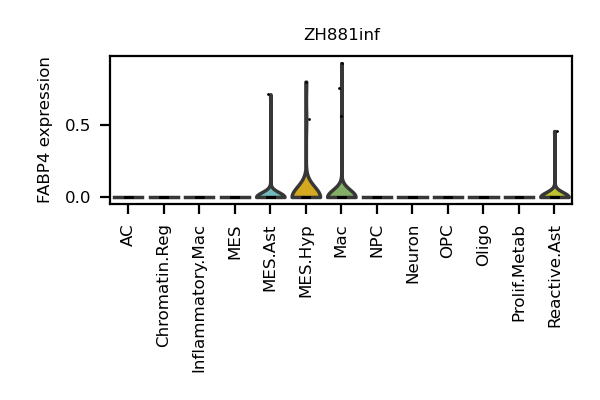 ZH881inf
FABP4 expression
0.5
0.0
AC
Chromatin.Reg
Inflammatory.Mac
MES
MES.Ast
MES.Hyp
Mac
NPC
Neuron
OPC
Oligo
Prolif.Metab
Reactive.Ast